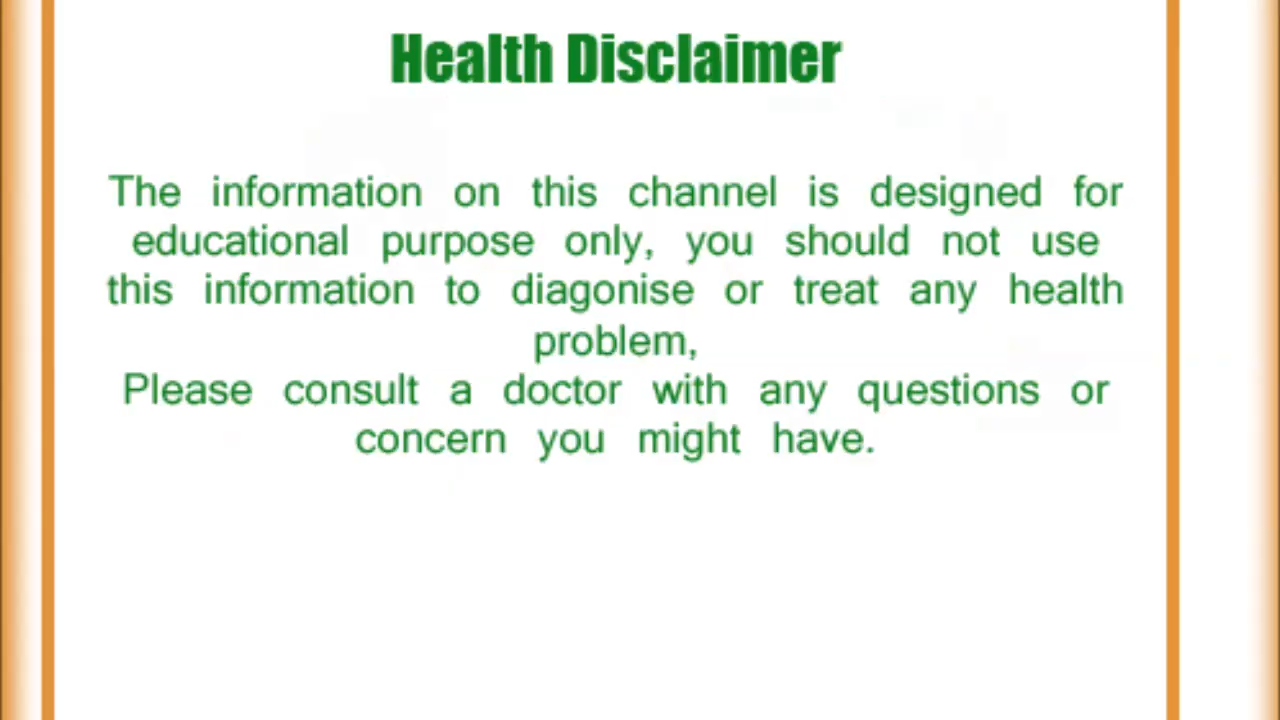 Health Disclaimer
The information on this channel is designed for
educational purpose only, you should not use
this information to diagonise or treat any health
problem,
Please consult a doctor with any questions or
concern you might have.